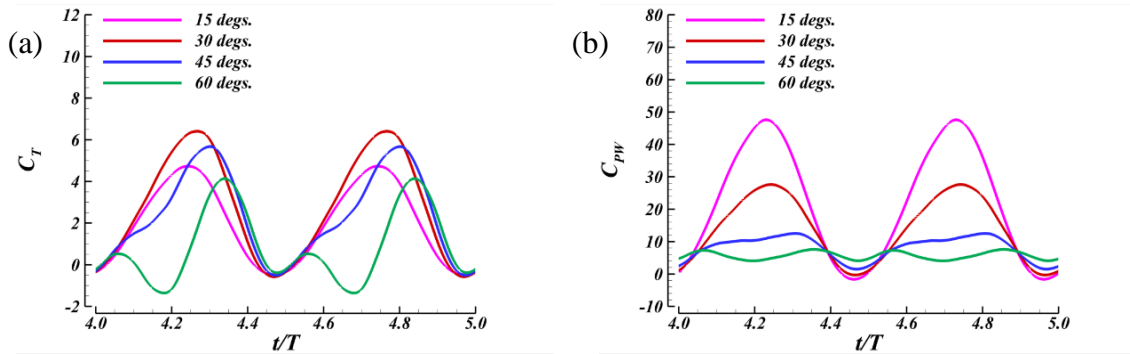 (a)
12
10
8
6
4
2
0
-2
C_T
15 degs.
30 degs.
45 degs.
60 degs.
4.0 4.2 4.4 4.6 4.8 5.0
t/T
(b)
80
70
60
50
40
30
20
10
0
-10
C_PW
15 degs.
30 degs.
45 degs.
60 degs.
4.0 4.2 4.4 4.6 4.8 5.0
t/T